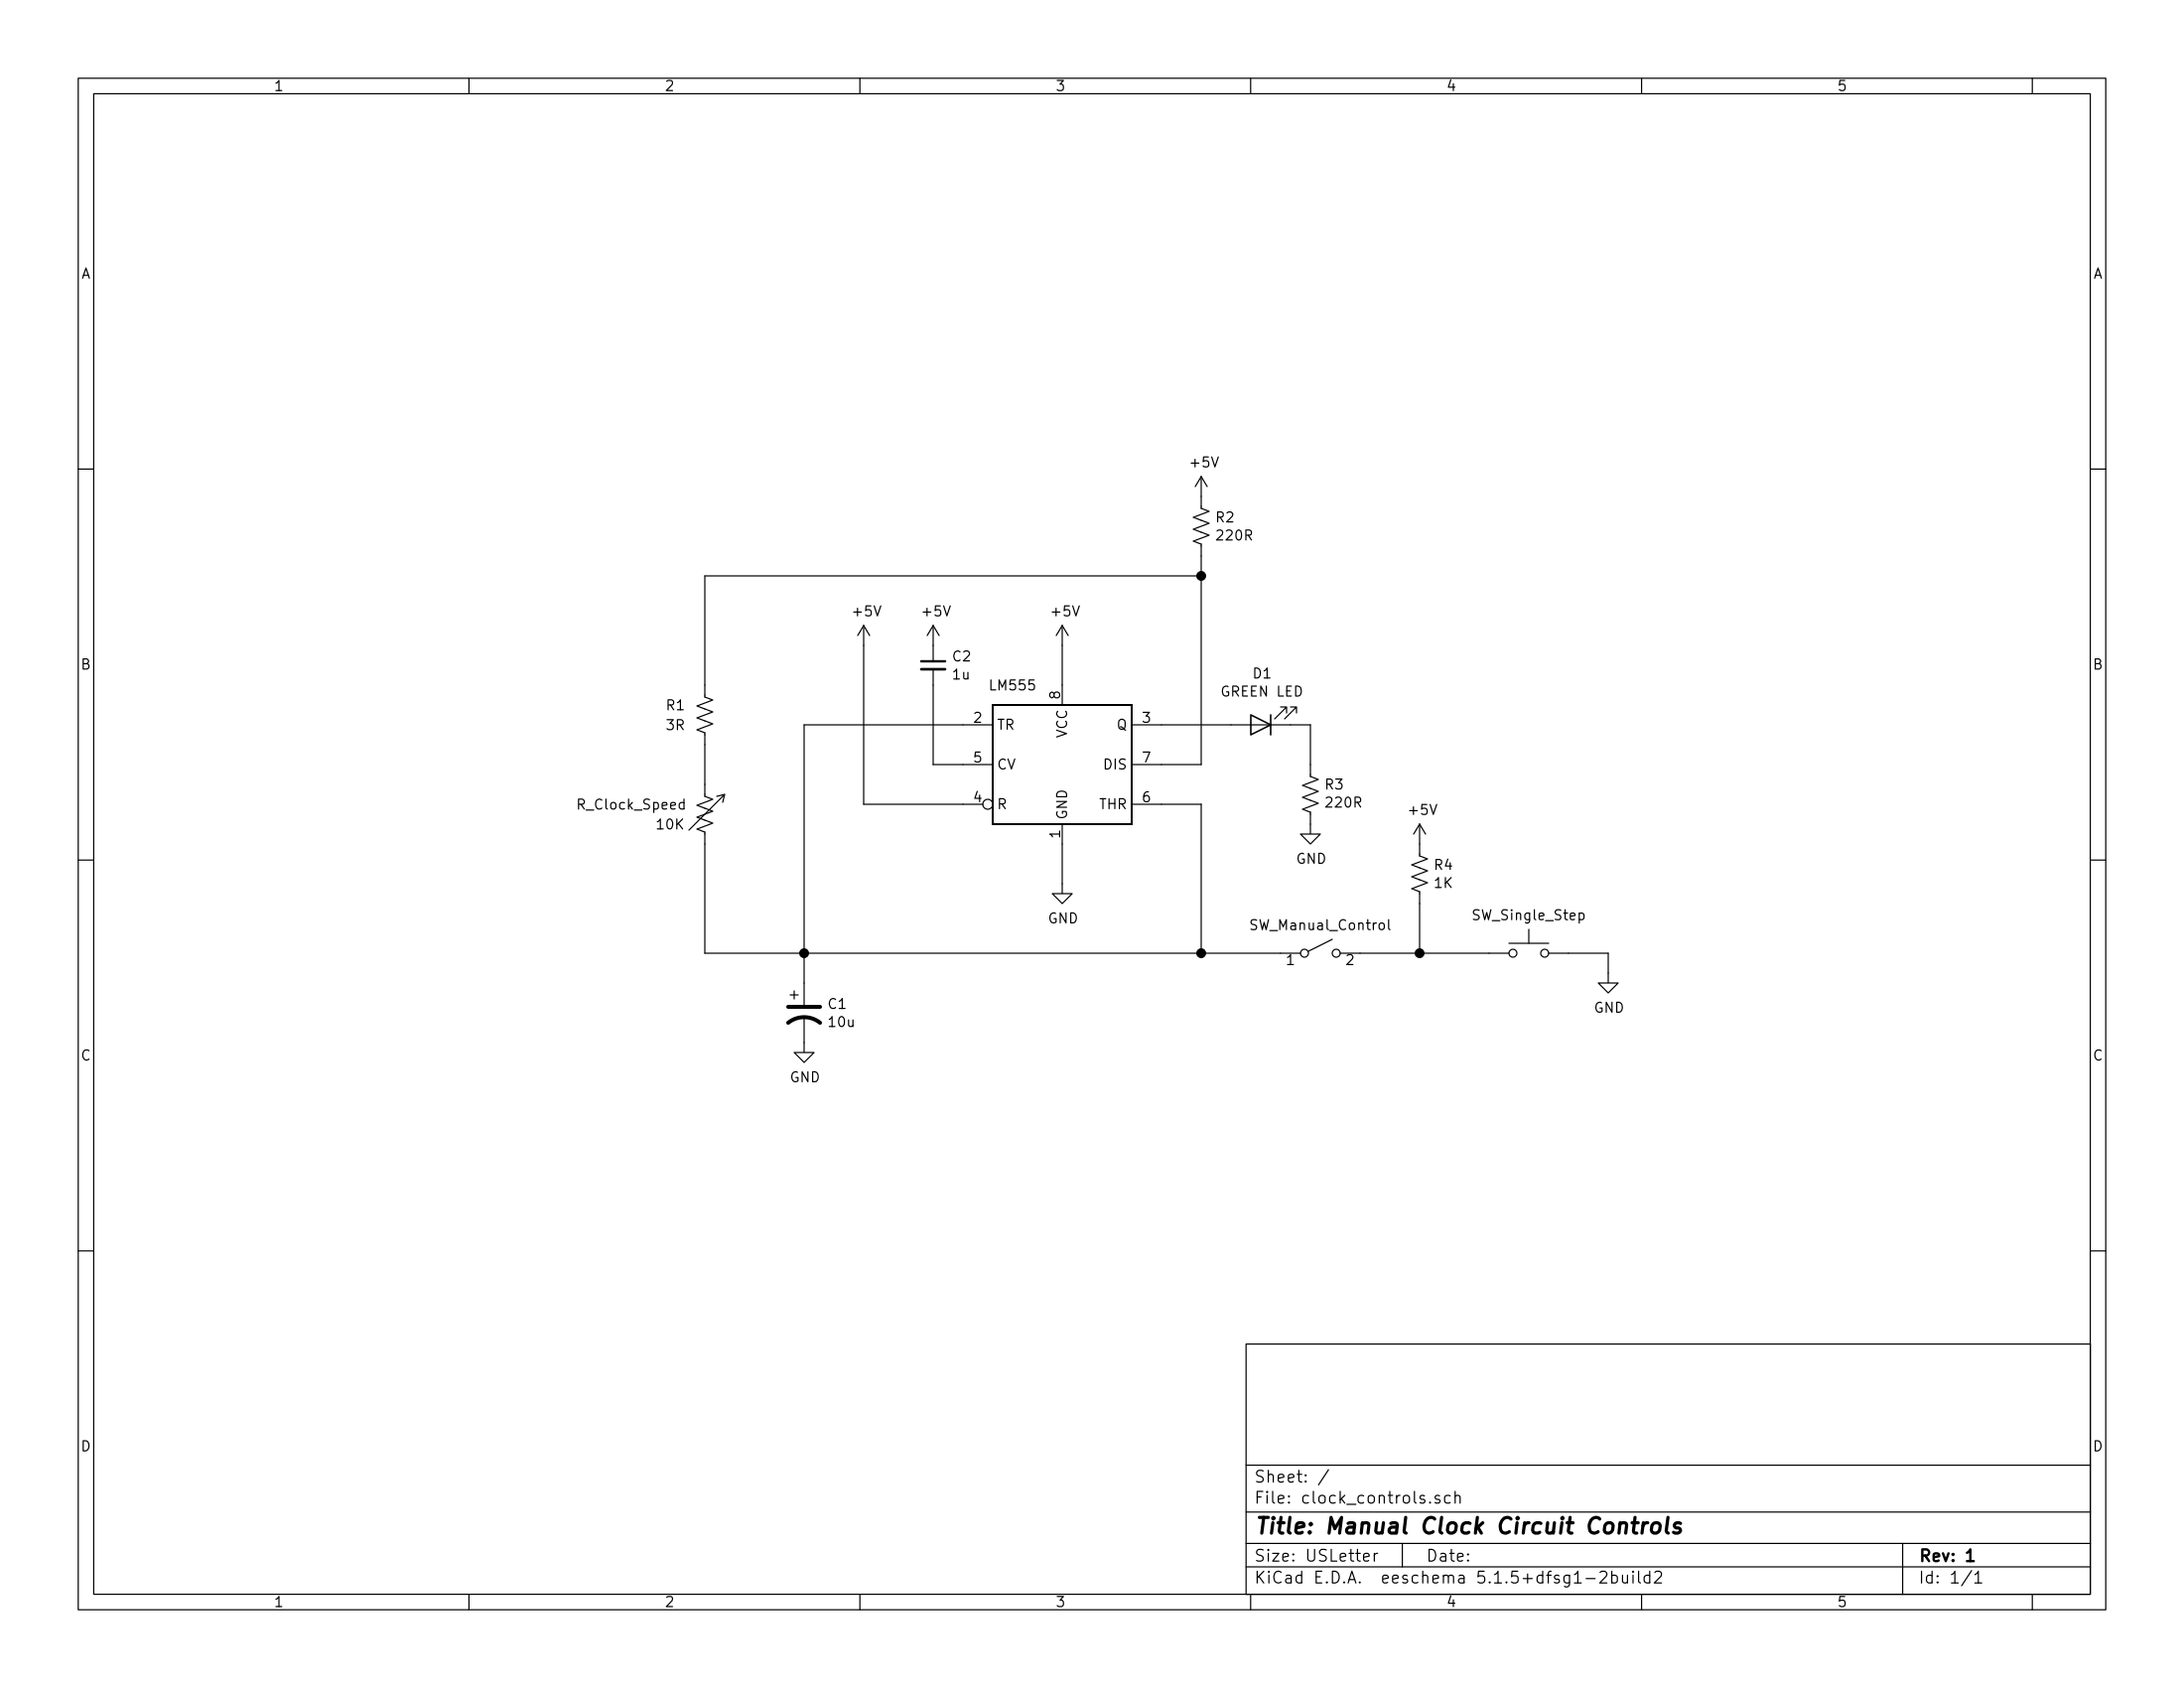 1 2 3 4 5
A A
+5V
R2
220R
+5V +5V +5V
B B
C2
1u
D1
GREEN LED
LM555
8
R1
3R
2 TR VCC Q 3
5 CV DIS 7
4 R GND THR 6
R_Clock_Speed
10K
R3
220R
+5V
1
GND
R4
1K
GND
SW_Manual_Control
SW_Single_Step
1 2
+
C1
10u
GND
C C
GND
D D
Sheet: /
File: clock_controls.sch
Title: Manual Clock Circuit Controls
Size: USLetter Date: Rev: 1
KiCad E.D.A. eeschema 5.1.5+dfsg1-2build2 Id: 1/1
1 2 3 4 5